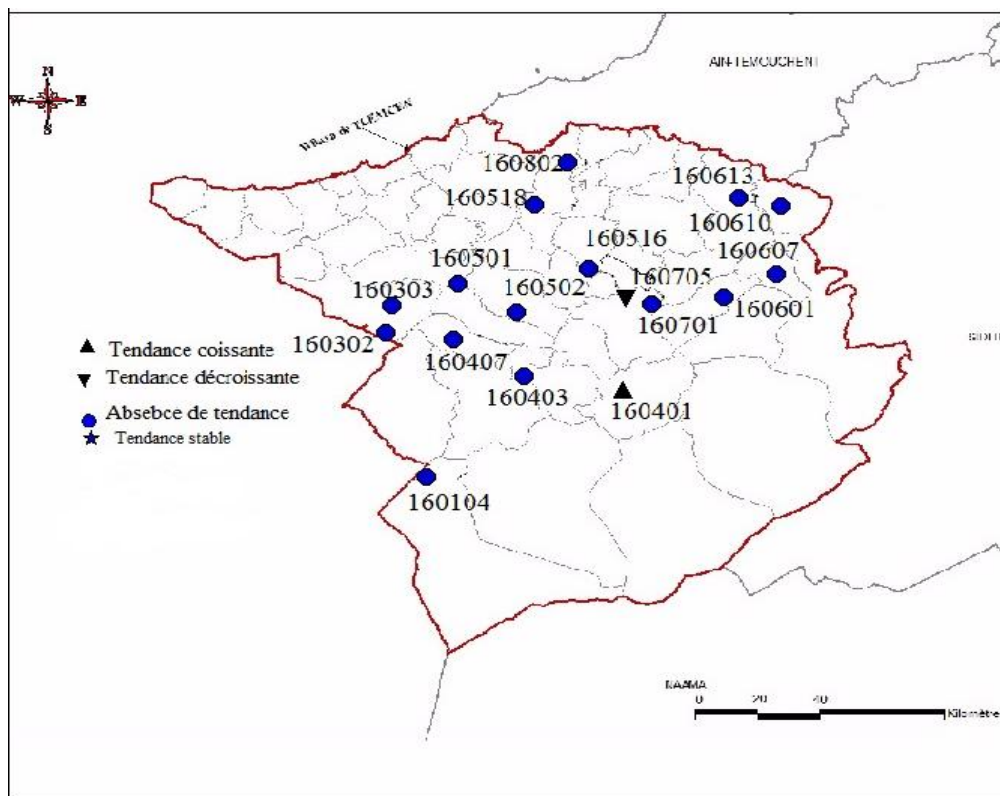 AIN-TEMOUCHENT
N
W
E
S
Wilaya de TLEMCEN
160802
160613
160518
160610
160516
160607
160501
160705
160502
160303
160701
160601
160302
160407
Tendance coissante
Tendance décroissante
160403
160401
Absebce de tendance
Tendance stable
160104
NAAMA
0 20 40
Kilomètre